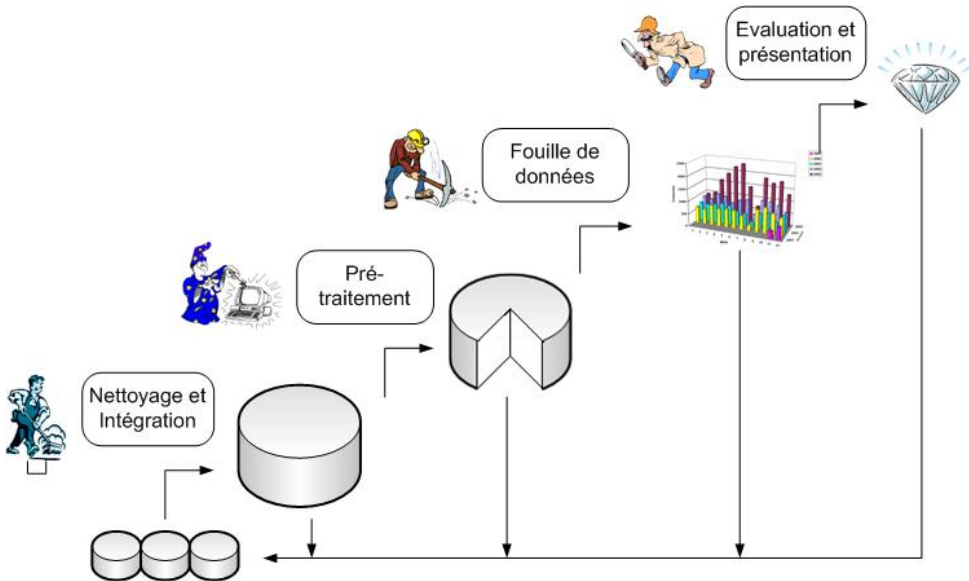 Evaluation et
présentation
Fouille de
données
Pré-
traitement
Nettoyage et
Intégration